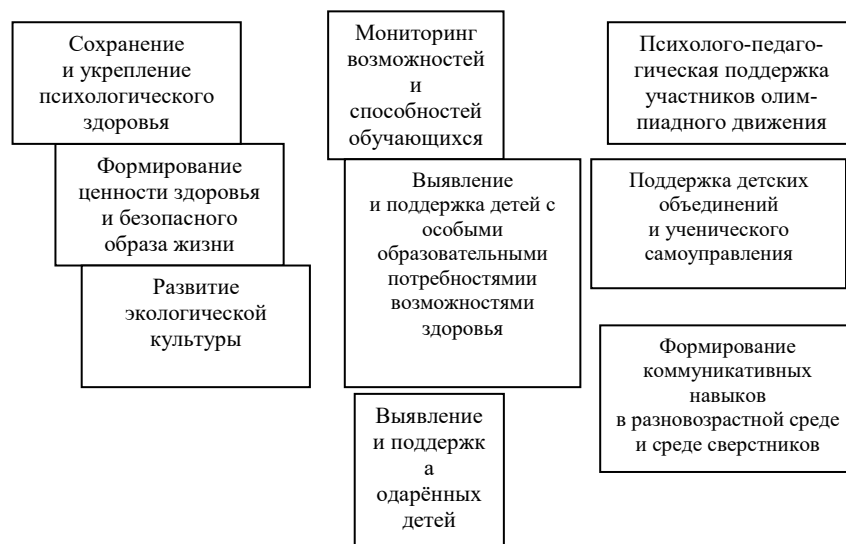 Сохранение
и укрепление
психологического
здоровья
Формирование
ценности здоровья
и безопасного
образа жизни
Развитие
экологической
культуры
Мониторинг
возможностей
и
способностей
обучающихся
Выявление
и поддержка детей с
особыми
образовательными
потребностямии
возможностями
здоровья
Выявление
и поддержк
а
одарённых
детей
Психолого-педаго-
гическая поддержка
участников олим-
пиадного движения
Поддержка детских
объединений
и ученического
самоуправления
Формирование
коммуникативных
навыков
в разновозрастной среде
и среде сверстников